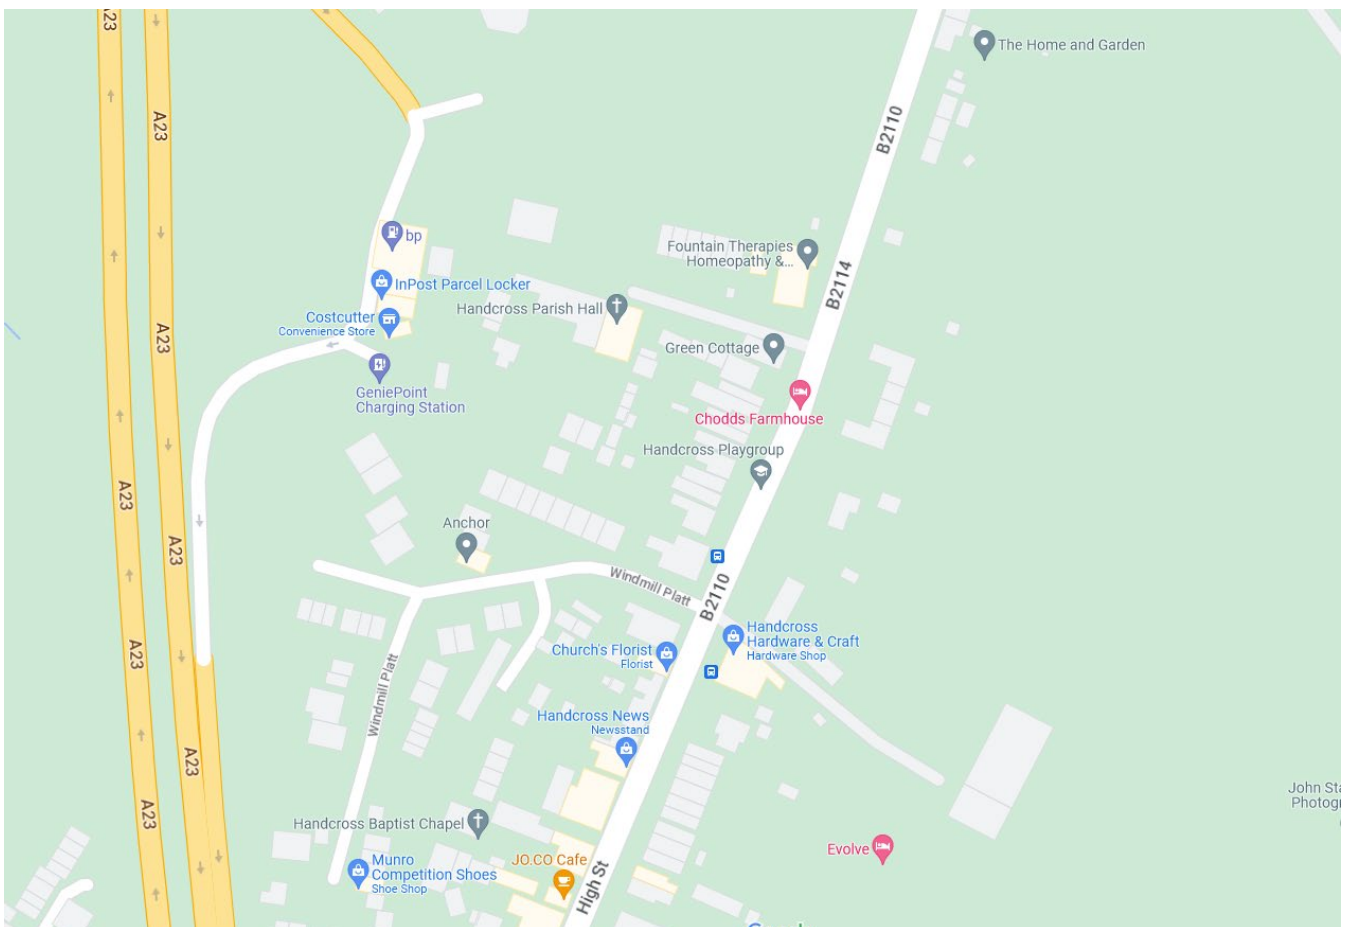 A23
The Home and Garden
A23
B2110
bp
Fountain Therapies
Homeopathy &...
InPost Parcel Locker
B2114
Handcross Parish Hall
Costcutter
Convenience Store
A23
Green Cottage
GeniePoint
Charging Station
Chodds Farmhouse
Handcross Playgroup
A23
Anchor
A23
Windmill Platt
B2110
Handcross
Hardware & Craft
Hardware Shop
Church's Florist
Florist
A23
Windmill Platt
Handcross News
Newsstand
A23
John
Photog
A23
Handcross Baptist Chapel
Evolve
JO.CO Cafe
Munro
Competition Shoes
Shoe Shop
High St